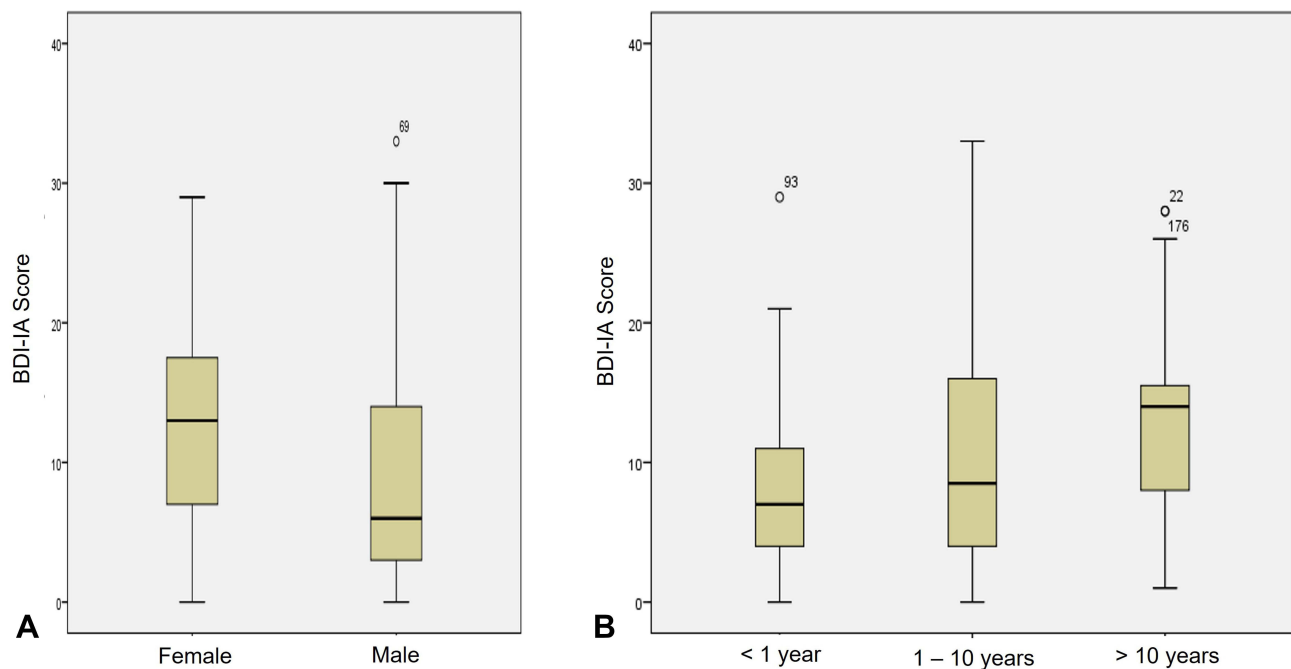 BDI-IA Score
40
30
20
10
0
69
A
Female
Male
BDI-IA Score
40
30
20
10
0
93
22
176
B
< 1 year
1 – 10 years
> 10 years